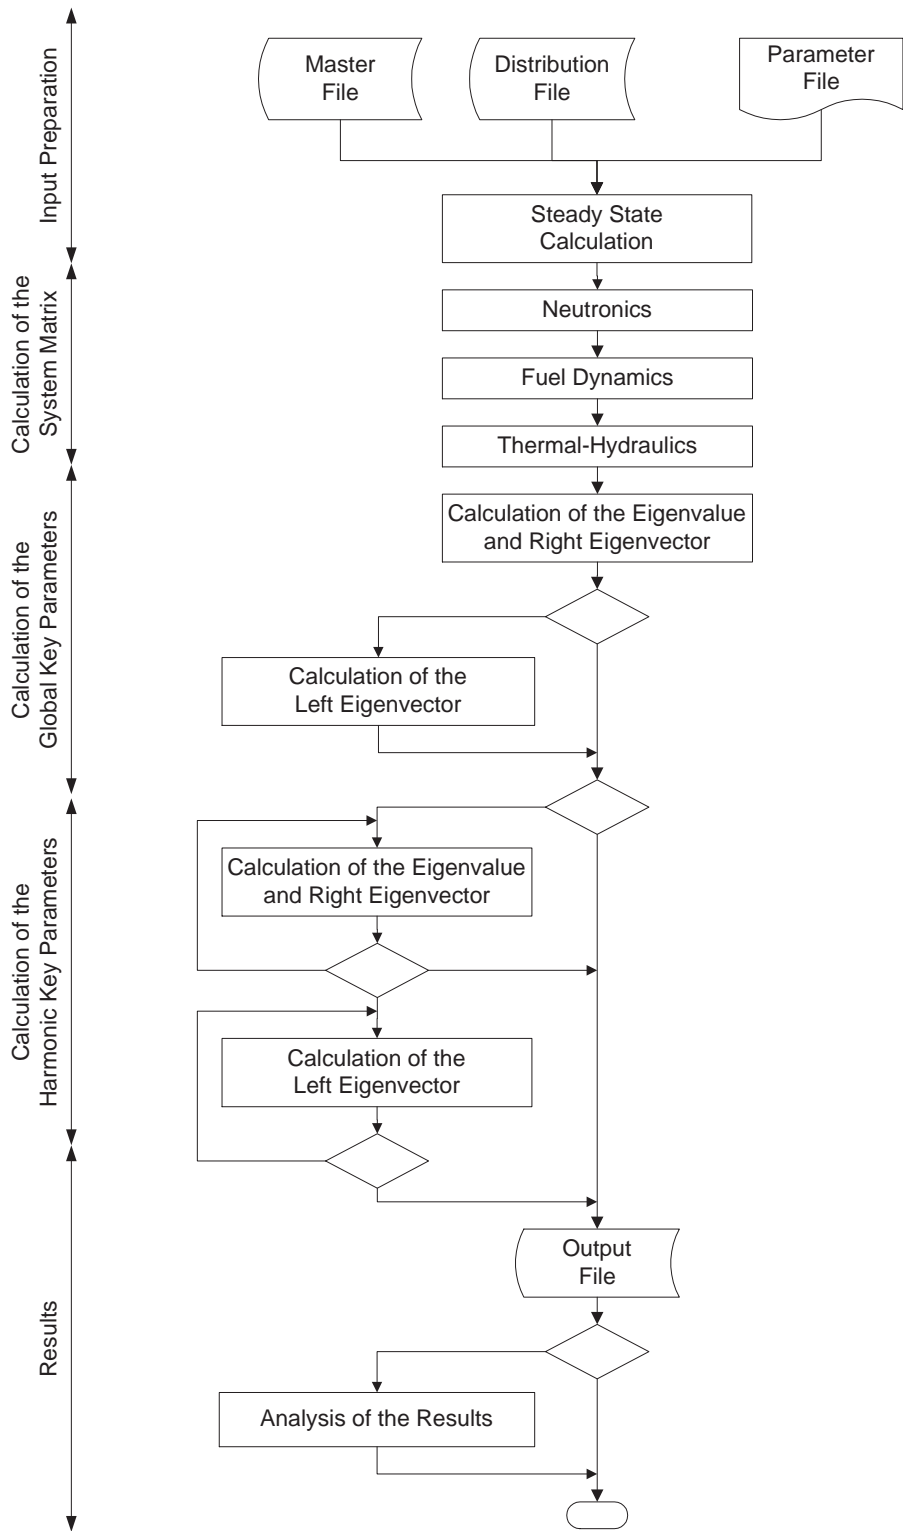 Input Preparation
Calculation of the
System Matrix
Calculation of the
Global Key Parameters
Calculation of the
Harmonic Key Parameters
Results
Master
File
Distribution
File
Parameter
File
Steady State
Calculation
Neutronics
Fuel Dynamics
Thermal-Hydraulics
Calculation of the Eigenvalue
and Right Eigenvector
Calculation of the
Left Eigenvector
Calculation of the Eigenvalue
and Right Eigenvector
Calculation of the
Left Eigenvector
Output
File
Analysis of the Results